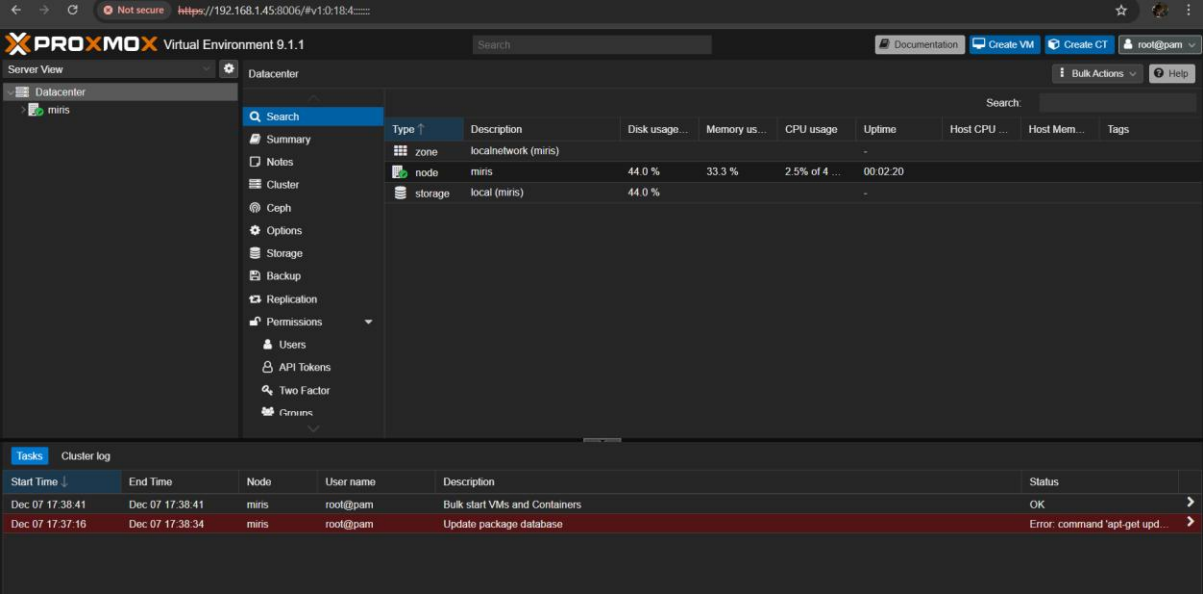 Not secure https://192.168.1.45:8006/#v1:0:18:4::::::
PROXMOX Virtual Environment 9.1.1 Search Documentation Create VM Create CT root@pam
Server View Datacenter Bulk Actions Help
Datacenter
miris
Search:
Search
Summary
Notes
Cluster
Ceph
Options
Storage
Backup
Replication
Permissions
Users
API Tokens
Two Factor
Groups
Type Description Disk usage... Memory us... CPU usage Uptime Host CPU ... Host Mem... Tags
zone localnetwork (miris) -
node miris 44.0 % 33.3 % 2.5% of 4 ... 00:02:20
storage local (miris) 44.0 % -
Tasks Cluster log
Start Time End Time Node User name Description Status
Dec 07 17:38:41 Dec 07 17:38:41 miris root@pam Bulk start VMs and Containers OK
Dec 07 17:37:16 Dec 07 17:38:34 miris root@pam Update package database Error: command 'apt-get upd...